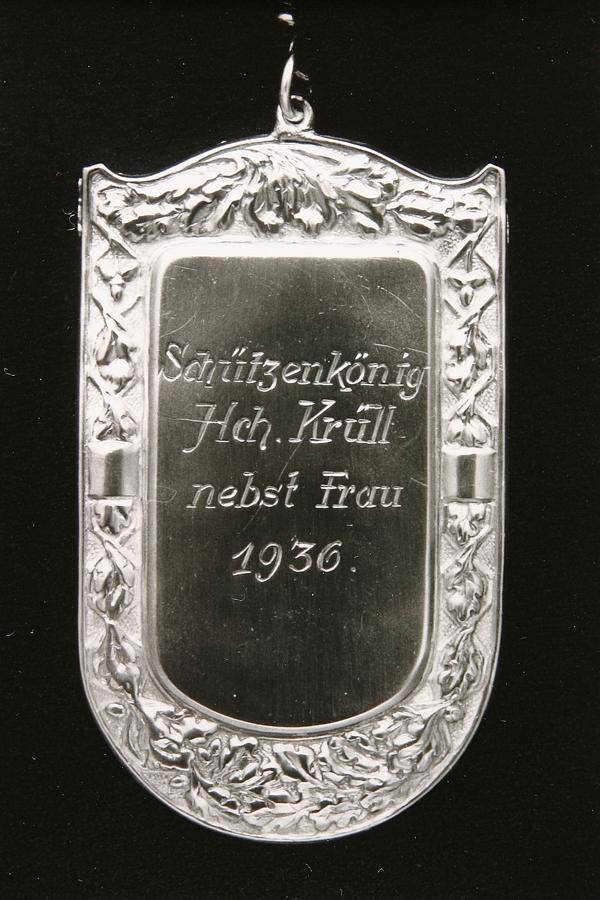 Schützenkönig
Hch. Krüll
nebst Frau
1936.